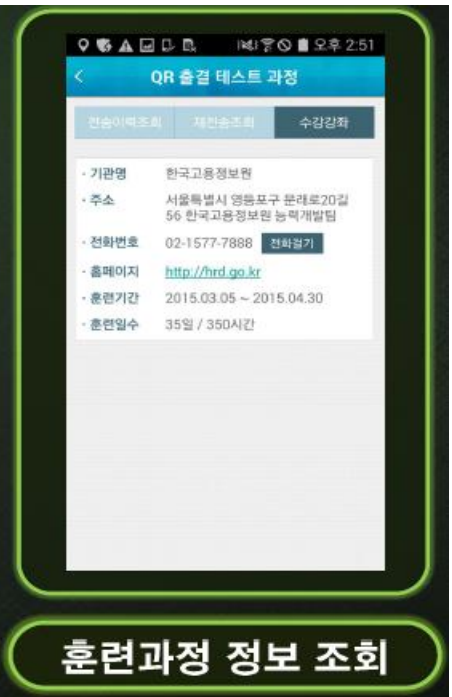 오후 2:51
QR 출결 테스트 과정
전송이력조회 재전송조회 수강강좌
· 기관명 한국고용정보원
· 주소 서울특별시 영등포구 문래로20길
56 한국고용정보원 능력개발팀
· 전화번호 02-1577-7888 전화걸기
· 홈페이지 http://hrd.go.kr
· 훈련기간 2015.03.05 ~ 2015.04.30
· 훈련일수 35일 / 350시간
훈련과정 정보 조회